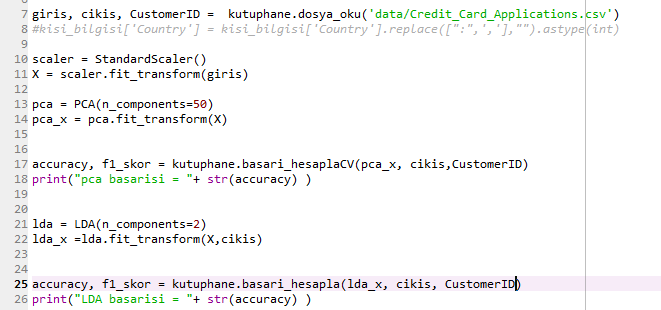 6
7 giris, cikis, CustomerID =  kutuphane.dosya_oku('data/Credit_Card_Applications.csv')
8 #kisi_bilgisi['Country'] = kisi_bilgisi['Country'].replace([":",','],"").astype(int)
9
10 scaler = StandardScaler()
11 X = scaler.fit_transform(giris)
12
13 pca = PCA(n_components=50)
14 pca_x = pca.fit_transform(X)
15
16
17 accuracy, f1_skor = kutuphane.basari_hesaplaCV(pca_x, cikis,CustomerID)
18 print("pca basarisi = "+ str(accuracy) )
19
20
21 lda = LDA(n_components=2)
22 lda_x =lda.fit_transform(X,cikis)
23
24
25 accuracy, f1_skor = kutuphane.basari_hesapla(lda_x, cikis, CustomerID)
26 print("LDA basarisi = "+ str(accuracy) )